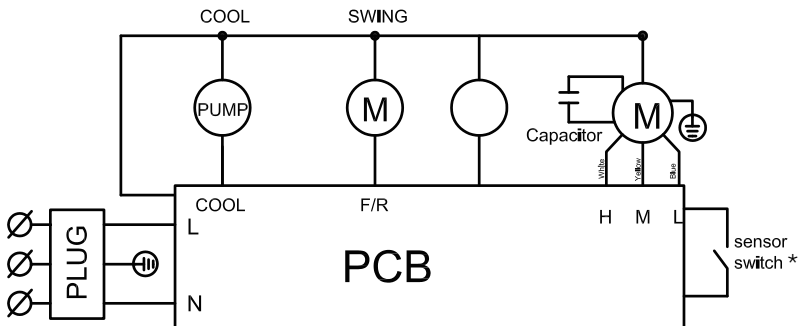 COOL SWING
PUMP M M
Capacitor
White Yellow Blue
COOL F/R
H M L
L
PLUG PCB
N
sensor
switch *